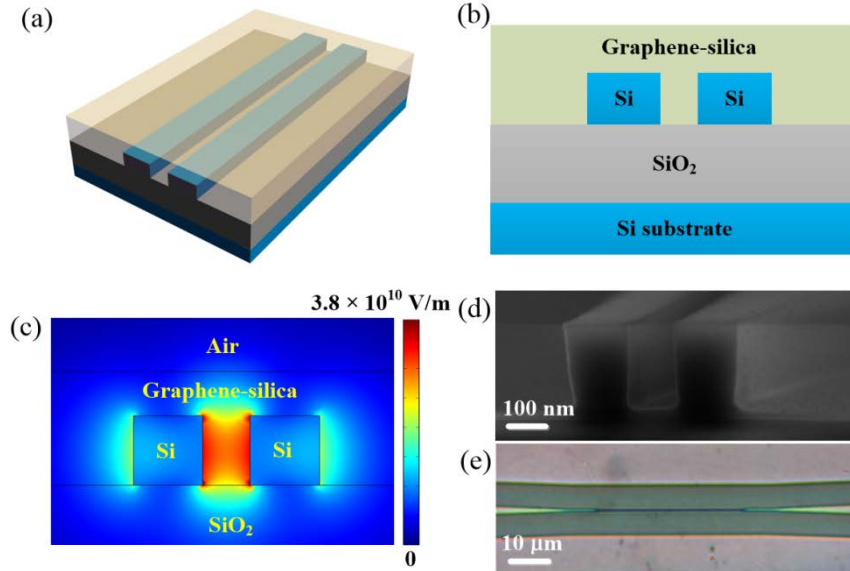 (a)
(b)
Graphene-silica
Si
Si
SiO₂
Si substrate
3.8 × 10¹⁰ V/m
(c)
Air
Graphene-silica
Si
Si
SiO₂
0
(d)
100 nm
(e)
10 µm